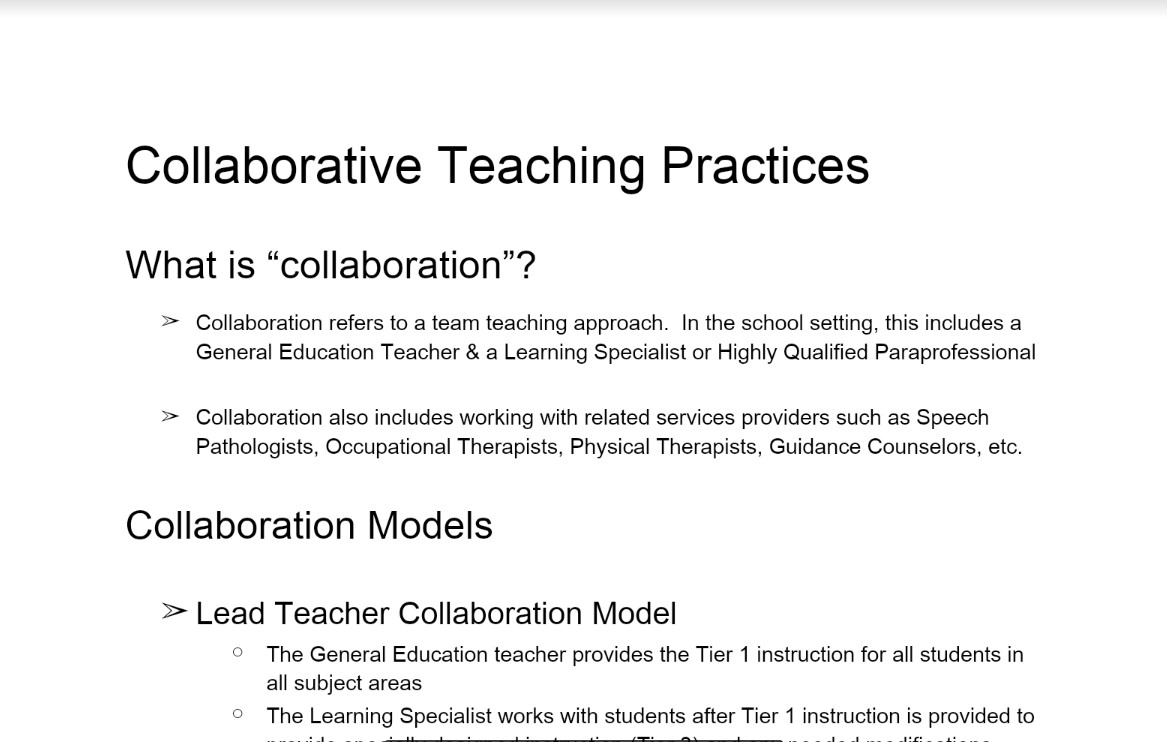 Collaborative Teaching Practices
What is “collaboration”?
➢ Collaboration refers to a team teaching approach.  In the school setting, this includes a
General Education Teacher & a Learning Specialist or Highly Qualified Paraprofessional
➢ Collaboration also includes working with related services providers such as Speech
Pathologists, Occupational Therapists, Physical Therapists, Guidance Counselors, etc.
Collaboration Models
➢ Lead Teacher Collaboration Model
○ The General Education teacher provides the Tier 1 instruction for all students in
all subject areas
○ The Learning Specialist works with students after Tier 1 instruction is provided to
needed modifications